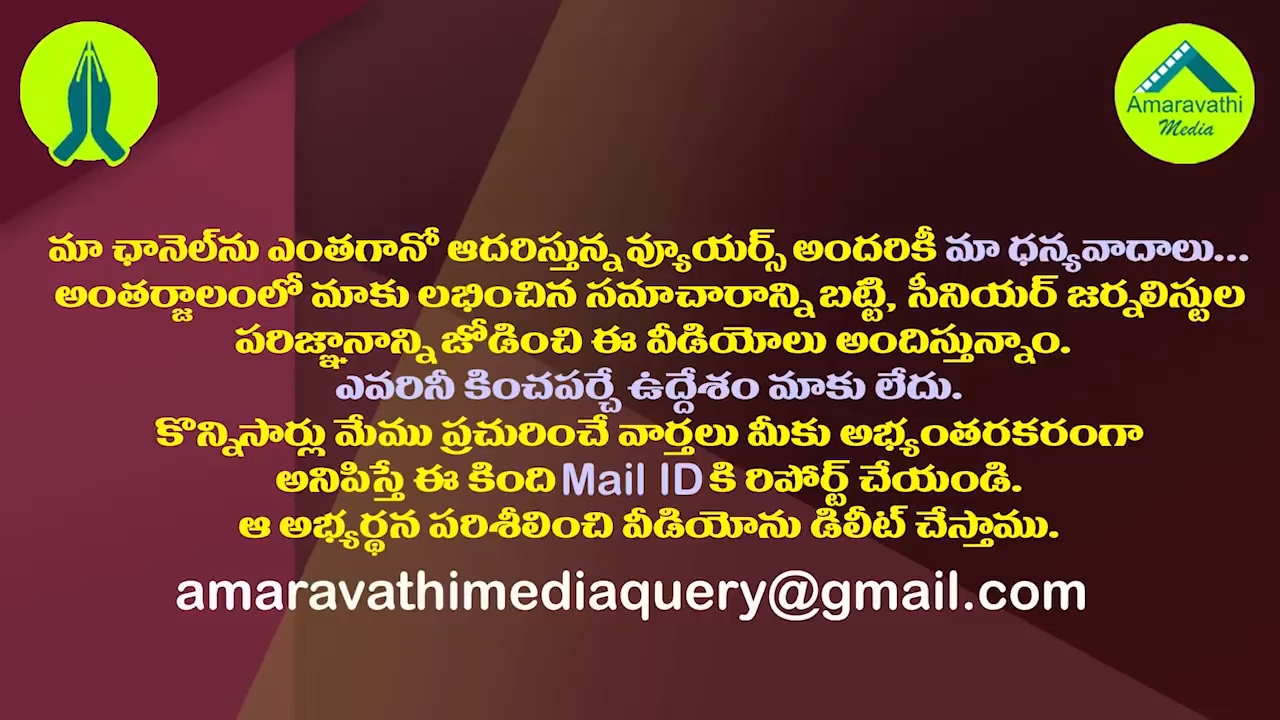 Amaravathi
Media
మా ఛానెల్‌ను ఎంతగానో ఆదరిస్తున్న వ్యూయర్స్ అందరికీ మా ధన్యవాదాలు...
అంతర్జాలంలో మాకు లభించిన సమాచారాన్ని బట్టి, సీనియర్ జర్నలిస్టుల
పరిజ్ఞానాన్ని జోడించి ఈ వీడియోలు అందిస్తున్నాం.
ఎవరినీ కించపర్చే ఉద్దేశం మాకు లేదు.
కొన్నిసార్లు మేము ప్రచురించే వార్తలు మీకు అభ్యంతరకరంగా
అనిపిస్తే ఈ కింది Mail ID కి రిపోర్ట్ చేయండి.
ఆ అభ్యర్థన పరిశీలించి వీడియోను డిలీట్ చేస్తాము.
amaravathimediaquery@gmail.com